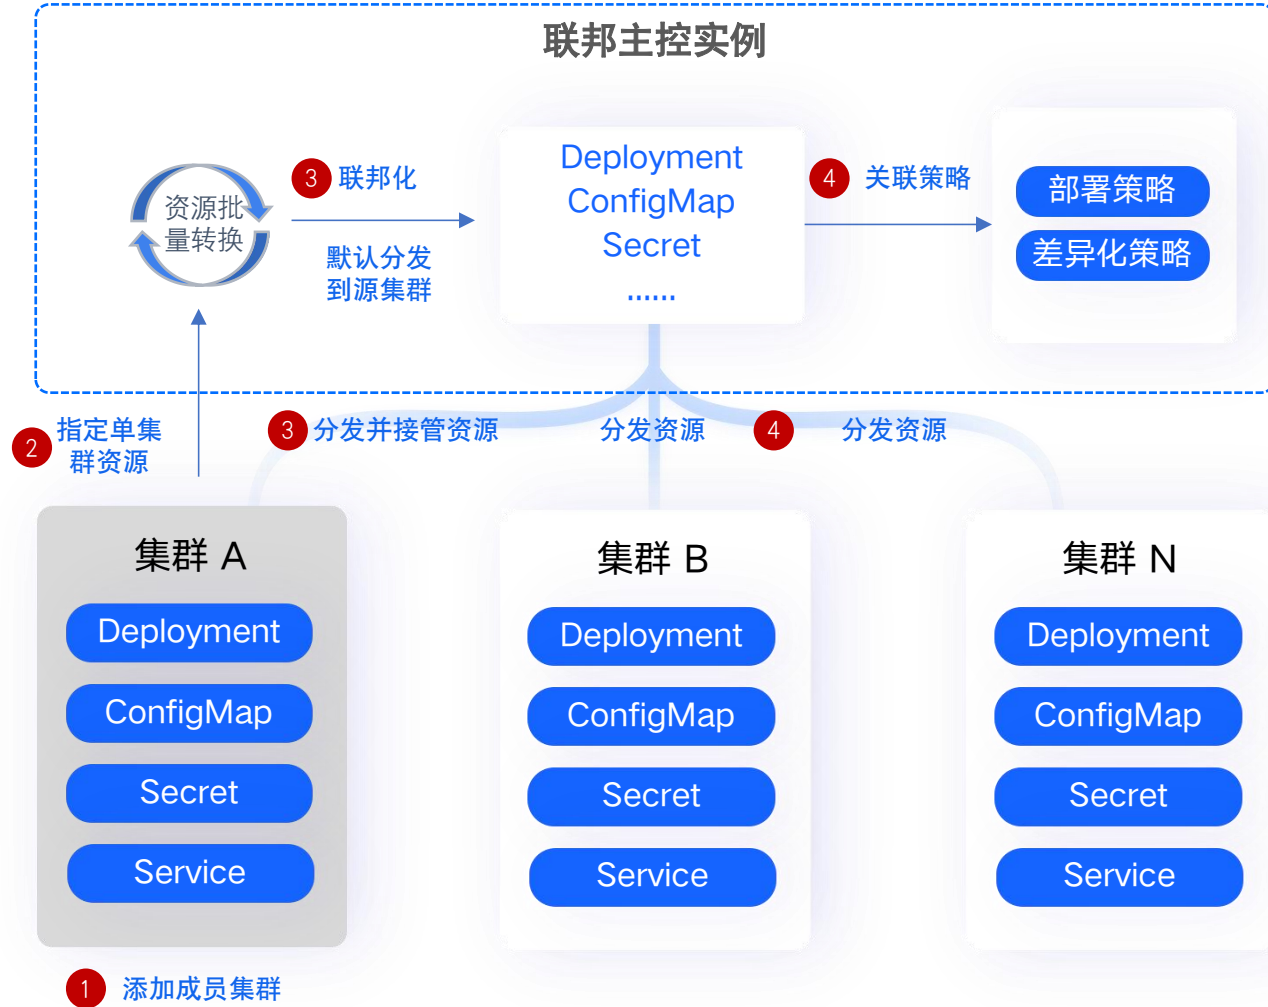 联邦主控实例
资源批
量转换
3 联邦化
默认分发
到源集群
Deployment
ConfigMap
Secret
......
4 关联策略
部署策略
差异化策略
2 指定单集
群资源
3 分发并接管资源
分发资源
4 分发资源
集群 A
Deployment
ConfigMap
Secret
Service
集群 B
Deployment
ConfigMap
Secret
Service
集群 N
Deployment
ConfigMap
Secret
Service
1 添加成员集群